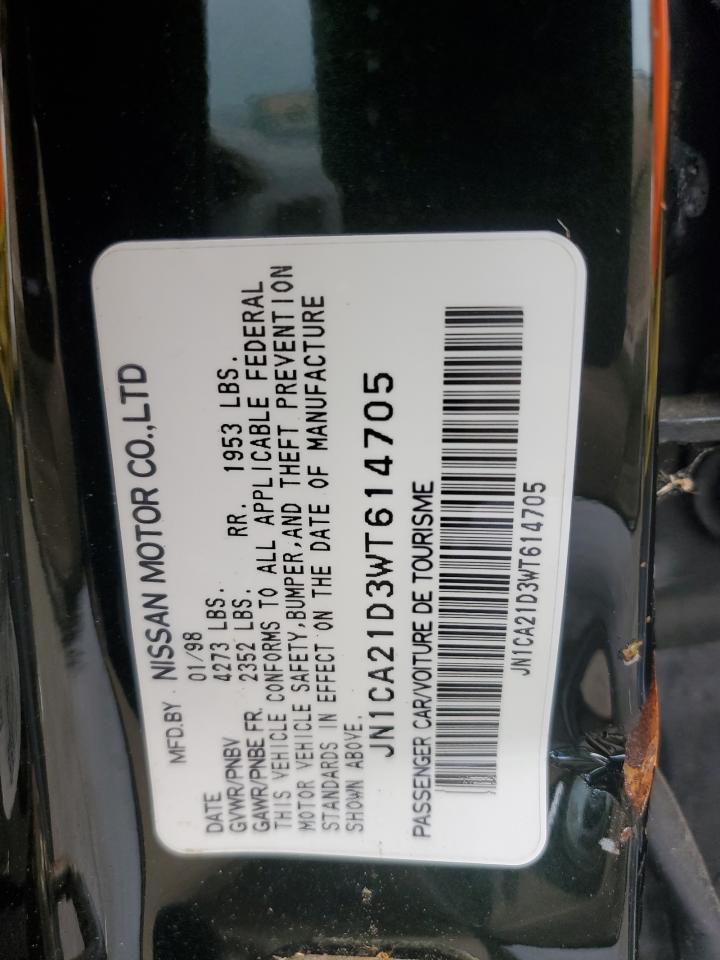 MFD.BY NISSAN MOTOR CO.,LTD
DATE 01/98
GVWR/PNBV 4273 LBS.
GAWR/PNBE FR. 2352 LBS. RR. 1953 LBS.
THIS VEHICLE CONFORMS TO ALL APPLICABLE FEDERAL
MOTOR VEHICLE SAFETY,BUMPER,AND THEFT PREVENTION
STANDARDS IN EFFECT ON THE DATE OF MANUFACTURE
SHOWN ABOVE.
JN1CA21D3WT614705
PASSENGER CAR/VOITURE DE TOURISME
JN1CA21D3WT614705